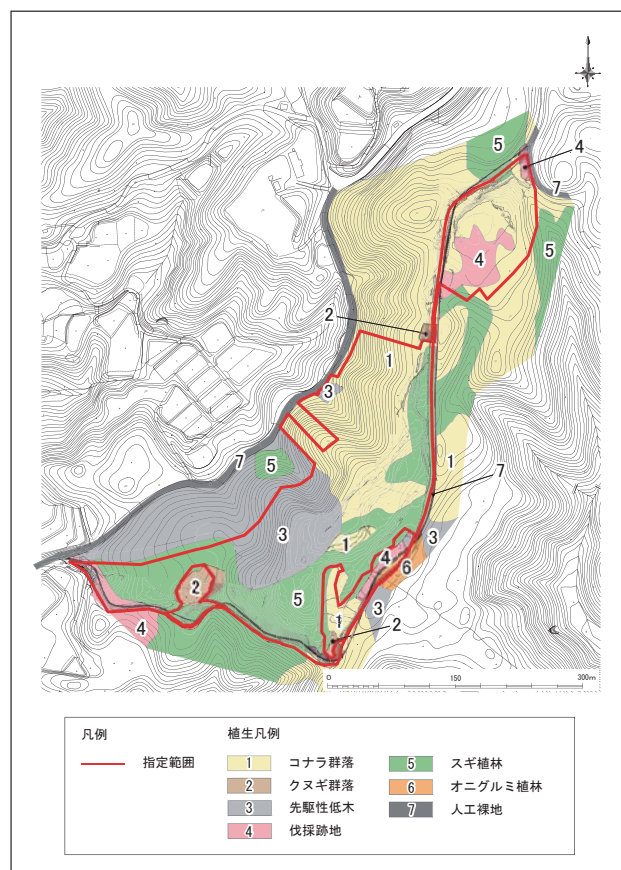 5
4
7
4
5
2
1
3
7
5
1
7
3
1
3
4
6
2
5
3
4
1
2
0 150 300m
凡例
指定範囲
植生凡例
1 コナラ群落
2 クヌギ群落
3 先駆性低木
4 伐採跡地
5 スギ植林
6 オニグルミ植林
7 人工裸地